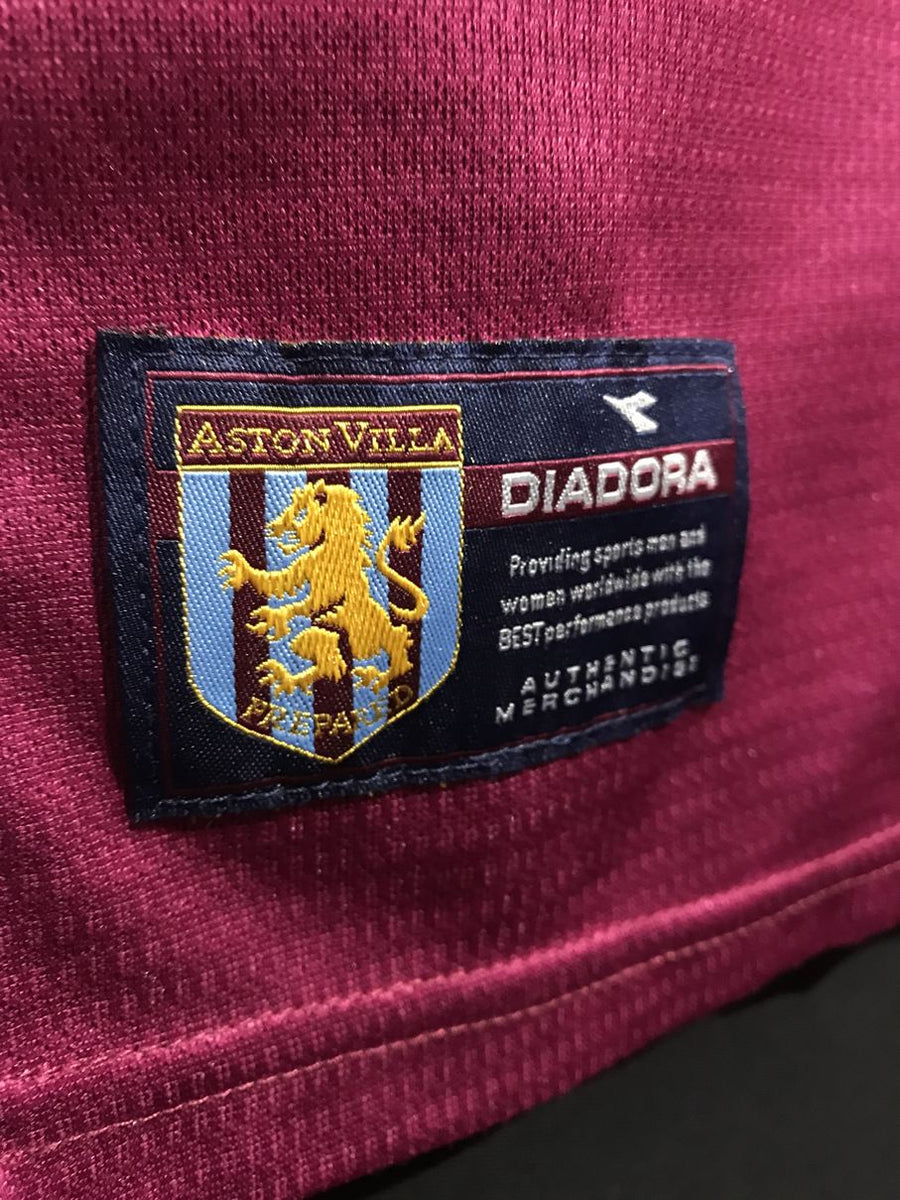 ASTON VILLA
PREPARED
DIADORA
Providing sports men and
women worldwide with the
BEST performance products
AUTHENTIC
MERCHANDISE